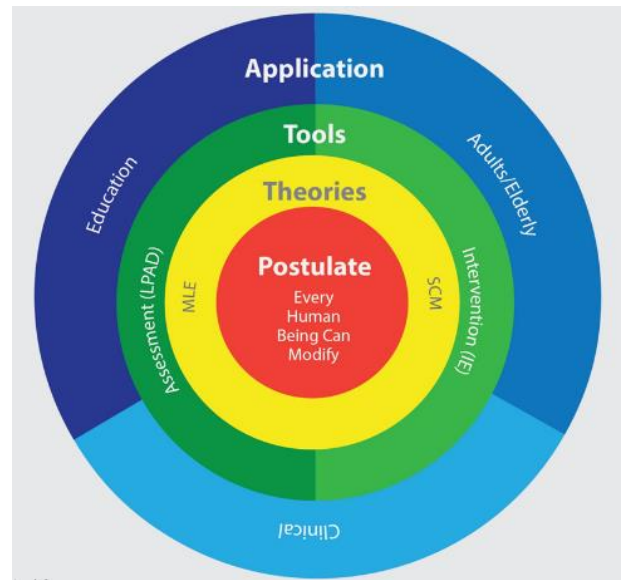 Application
Education
Adults/Elderly
Clinical
Tools
Assessment (LPAD)
Intervention (IE)
Theories
MLE
SCM
Postulate
Every
Human
Being Can
Modify